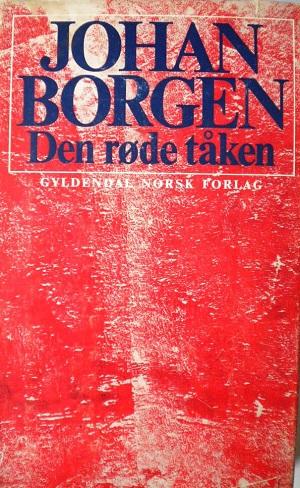 JOHAN
BORGEN
Den røde tåken
GYLDENDAL NORSK FORLAG